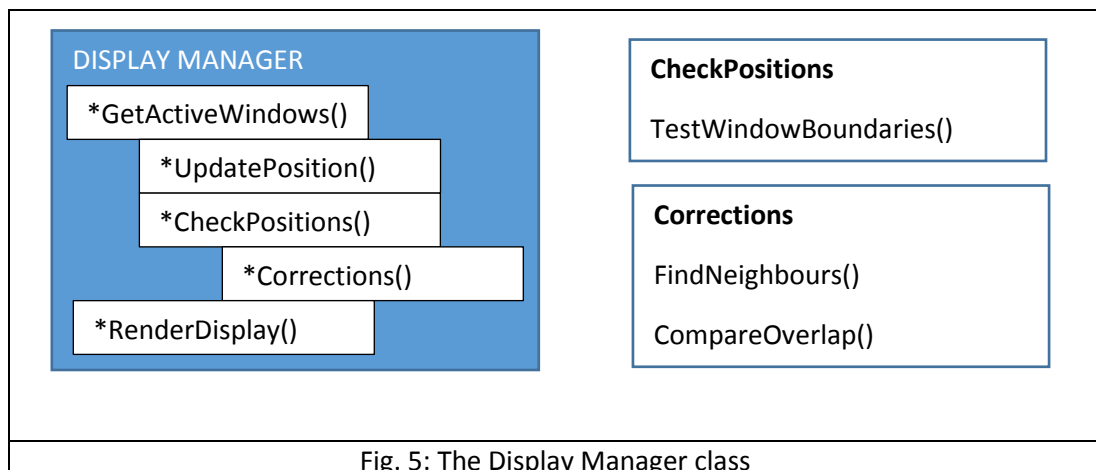 DISPLAY MANAGER
*GetActiveWindows()
*UpdatePosition()
*CheckPositions()
*Corrections()
*RenderDisplay()
CheckPositions
TestWindowBoundaries()
Corrections
FindNeighbours()
CompareOverlap()
Fig. 5: The Display Manager class